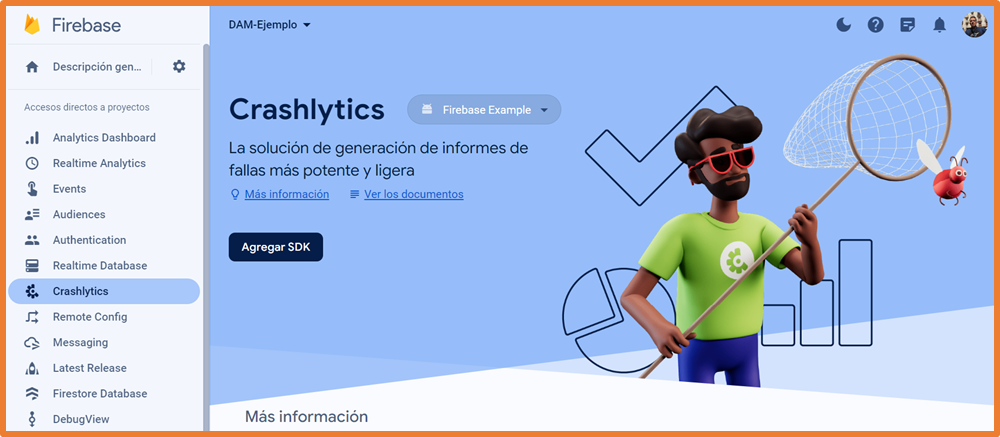 Firebase
Descripción gen...
Accesos directos a proyectos
Analytics Dashboard
Realtime Analytics
Events
Audiences
Authentication
Realtime Database
Crashlytics
Remote Config
Messaging
Latest Release
Firestore Database
DebugView
DAM-Ejemplo
Crashlytics
Firebase Example
La solución de generación de informes de
fallas más potente y ligera
Más información
Ver los documentos
Agregar SDK
Más información